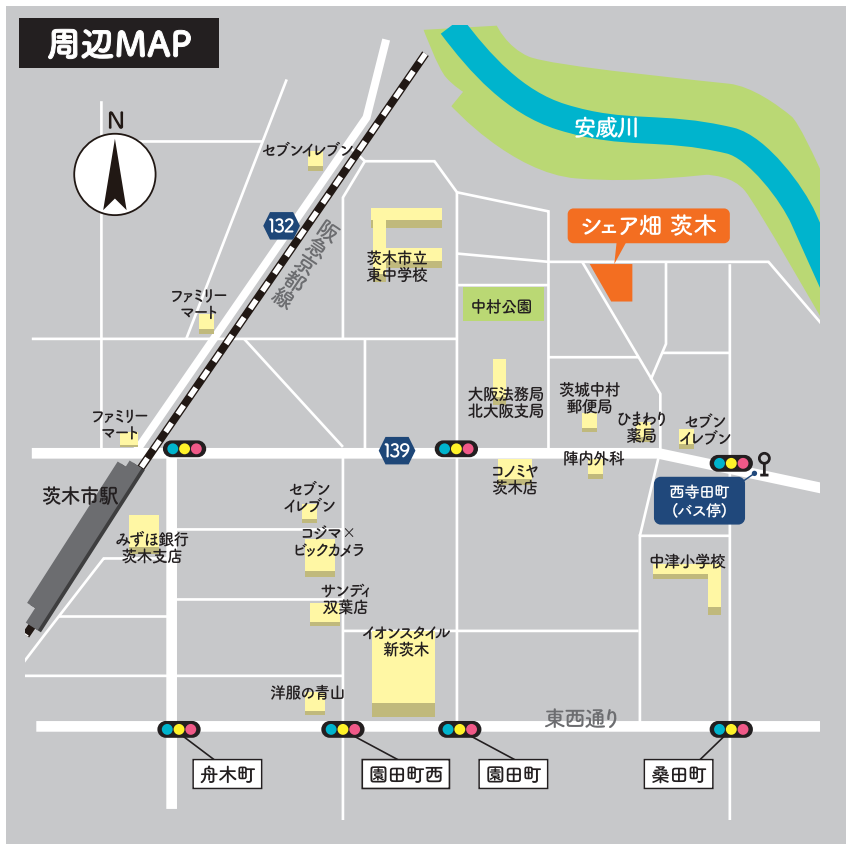 周辺MAP
N
安威川
セブンイレブン
132
シェア畑 茨木
阪急京都線
茨木市立
東中学校
ファミリー
マート
中村公園
大阪法務局
北大阪支局
茨城中村
郵便局
ファミリー
マート
ひまわり
薬局
セブン
イレブン
139
陣内外科
コノミヤ
茨木店
茨木市駅
セブン
イレブン
西寺田町
(バス停)
みずほ銀行
茨木支店
コジマ×
ビックカメラ
中津小学校
サンディ
双葉店
イオンスタイル
新茨木
洋服の青山
東西通り
舟木町
園田町西
園田町
桑田町